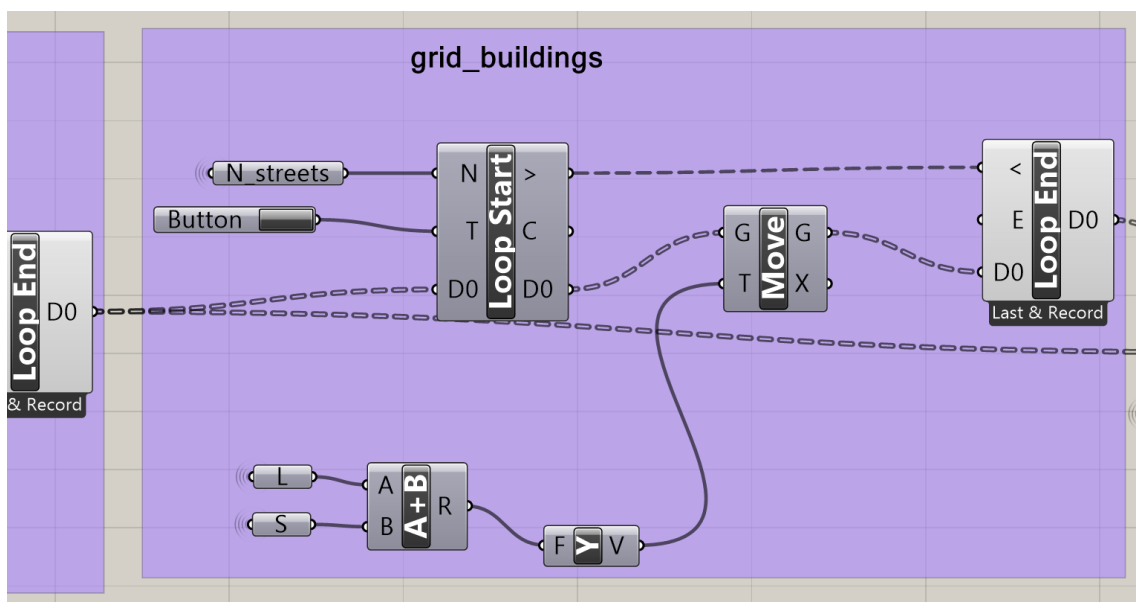 grid_buildings
N_streets
Button
N
T
D0
Loop Start
>
C
D0
G
T
Move
G
X
<
E
D0
Loop End
D0
Last & Record
Loop End
D0
& Record
L
S
A
B
A+B
R
F
Y
V